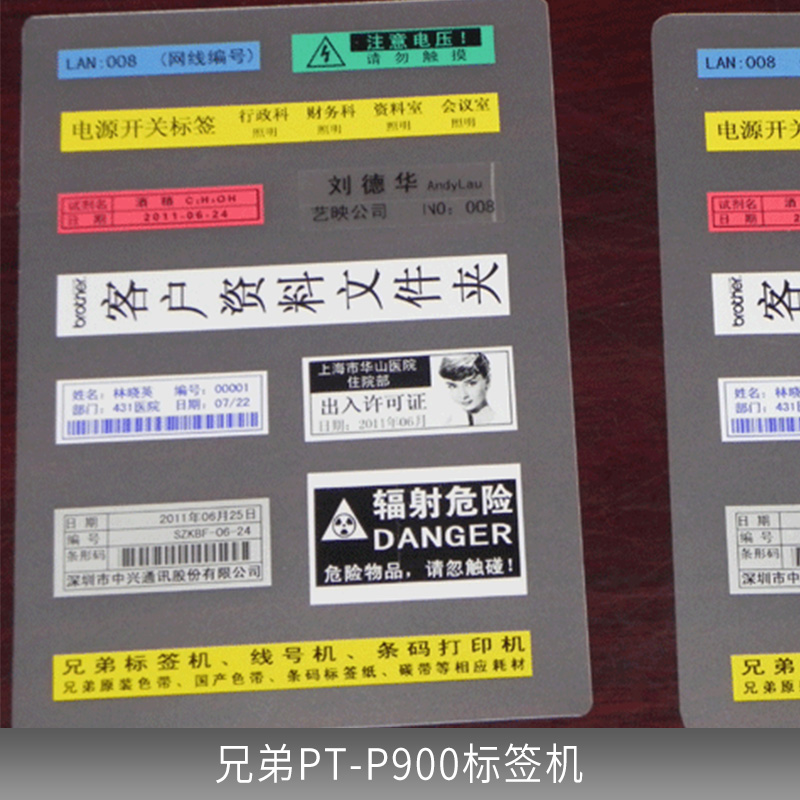 LAN:008 （网线编号）
注意电压！
请勿触摸
电源开关标签 行政科 财务科 资料室 会议室
照明 照明 照明 照明
试剂名 酒精 C₂H₅OH
日期 2011-06-24
刘德华 AndyLau
艺映公司 NO: 008
brother. 客户资料文件夹
姓名：林晓英 编号：00001
部门：431医院 日期：07/22
上海市华山医院
住院部
出入许可证
日期：2011年06月
日期 2011年06月25日
编号 SZKBF-06-24
条形码
深圳市中兴通讯股份有限公司
辐射危险
DANGER
危险物品，请忽触碰！
兄弟标签机、线号机、条码打印机
兄弟原装色带、国产色带、条码标签纸、碳带等相应耗材
LAN:008
电源开关
试剂名 酒
日期 2
brother. 客
姓名：林晓
部门：431
日期
编号
条形码
深圳市中
兄弟
兄弟原
兄弟PT-P900标签机